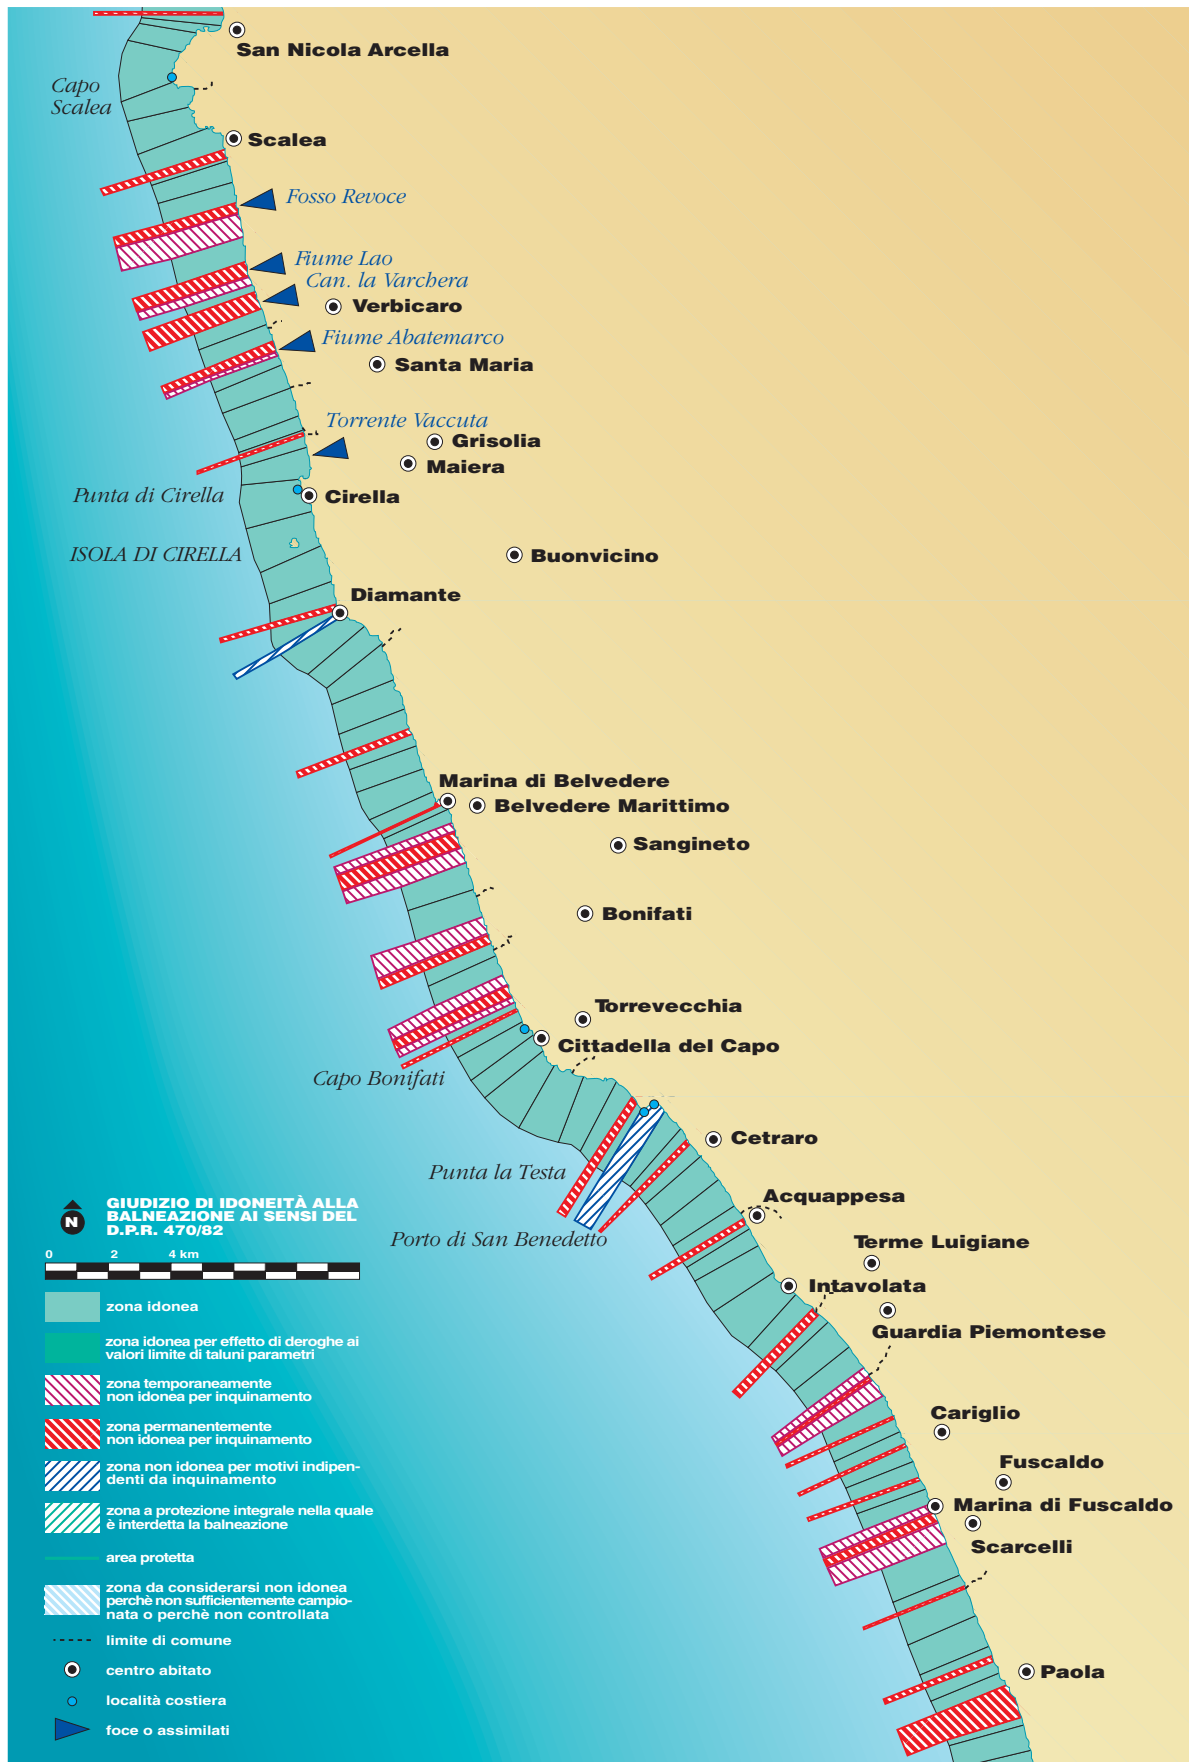 San Nicola Arcella
Capo
Scalea
Scalea
Fosso Revoce
Fiume Lao
Can. la Varchera
Verbicaro
Fiume Abatemarco
Santa Maria
Torrente Vaccuta
Grisolia
Maiera
Punta di Cirella
Cirella
ISOLA DI CIRELLA
Buonvicino
Diamante
Marina di Belvedere
Belvedere Marittimo
Sangineto
Bonifati
Torrevecchia
Cittadella del Capo
Capo Bonifati
Cetraro
Punta la Testa
Acquappesa
Porto di San Benedetto
Terme Luigiane
Intavolata
Guardia Piemontese
Cariglio
Fuscaldo
Marina di Fuscaldo
Scarcelli
Paola
N
GIUDIZIO DI IDONEITÀ ALLA
BALNEAZIONE AI SENSI DEL
D.P.R. 470/82
0 2 4 km
zona idonea
zona idonea per effetto di deroghe ai
valori limite di taluni parametri
zona temporaneamente
non idonea per inquinamento
zona permanentemente
non idonea per inquinamento
zona non idonea per motivi indipen-
denti da inquinamento
zona a protezione integrale nella quale
è interdetta la balneazione
area protetta
zona da considerarsi non idonea
perchè non sufficientemente campio-
nata o perchè non controllata
limite di comune
centro abitato
località costiera
foce o assimilati